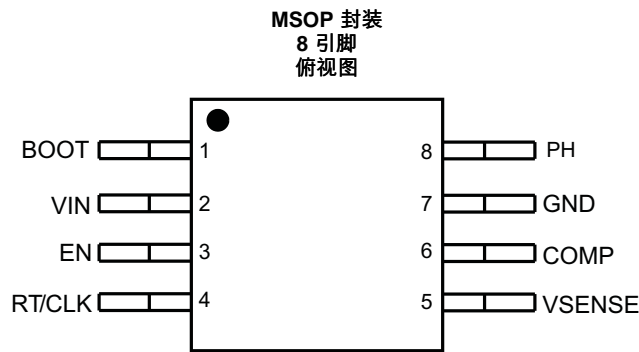 MSOP 封装
8 引脚
俯视图
BOOT 1 8 PH
VIN 2 7 GND
EN 3 6 COMP
RT/CLK 4 5 VSENSE